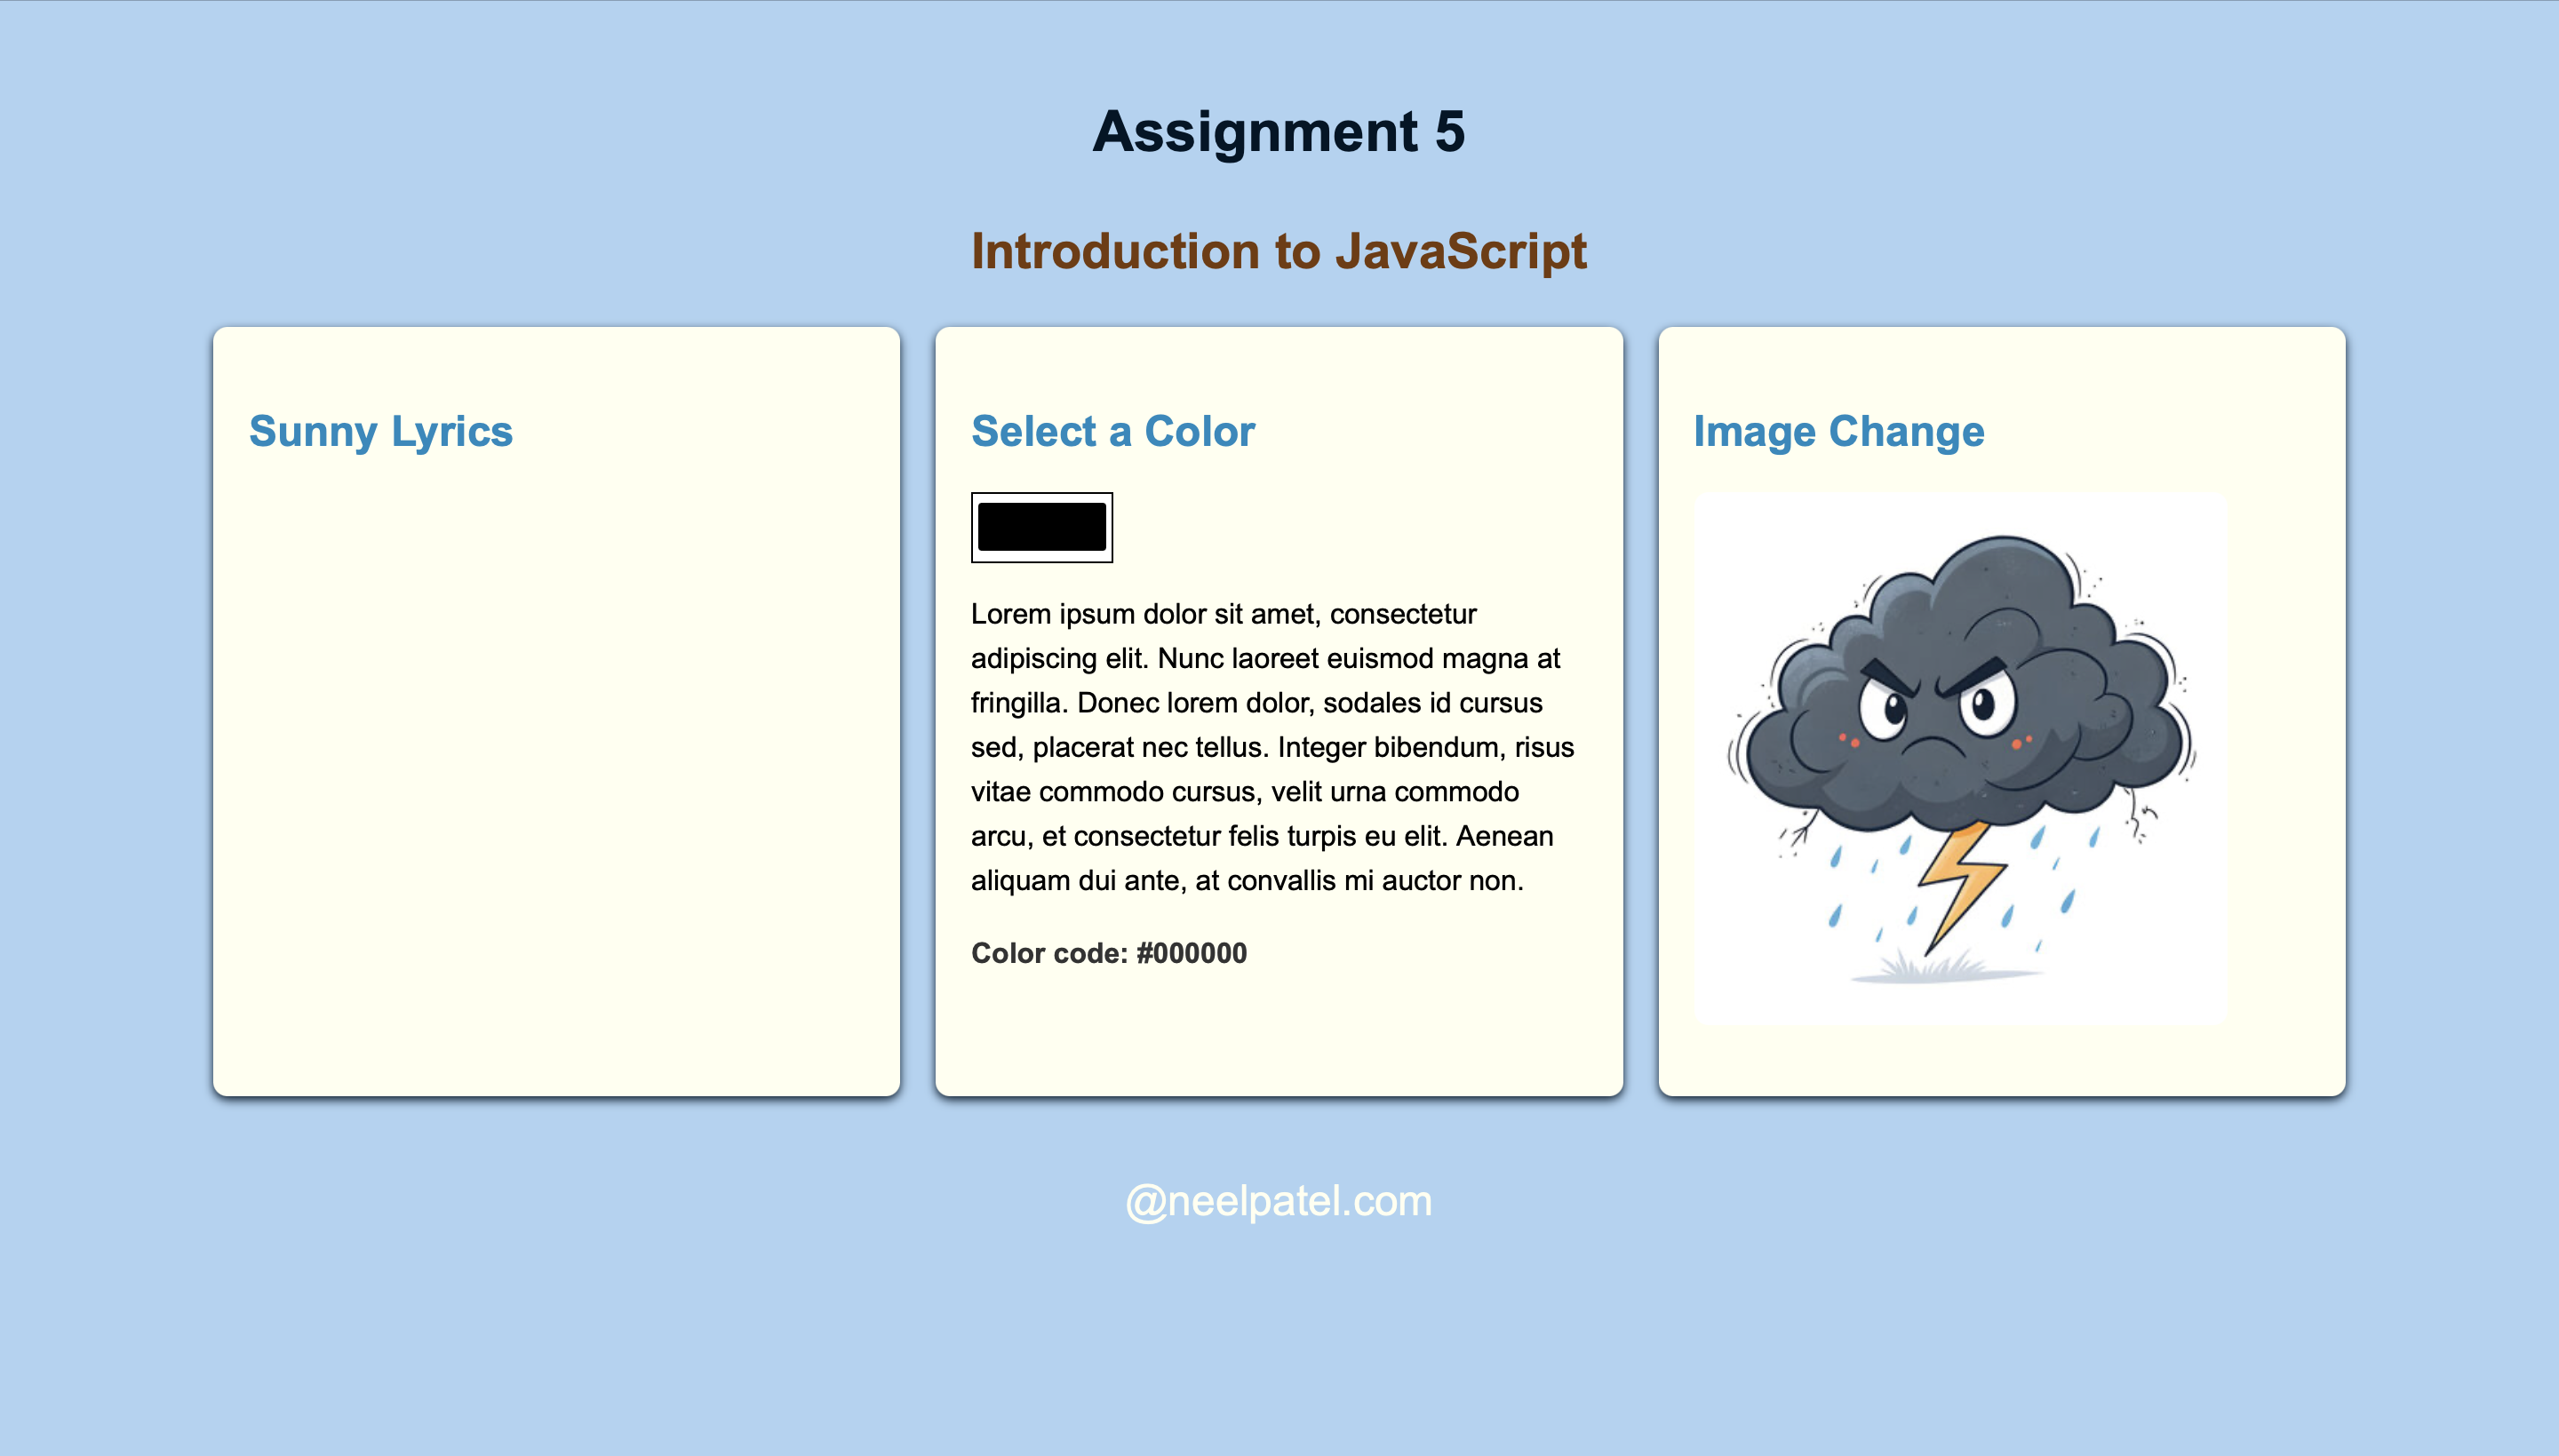 Assignment 5
Introduction to JavaScript
Sunny Lyrics
Select a Color
Lorem ipsum dolor sit amet, consectetur
adipiscing elit. Nunc laoreet euismod magna at
fringilla. Donec lorem dolor, sodales id cursus
sed, placerat nec tellus. Integer bibendum, risus
vitae commodo cursus, velit urna commodo
arcu, et consectetur felis turpis eu elit. Aenean
aliquam dui ante, at convallis mi auctor non.
Color code: #000000
Image Change
@neelpatel.com